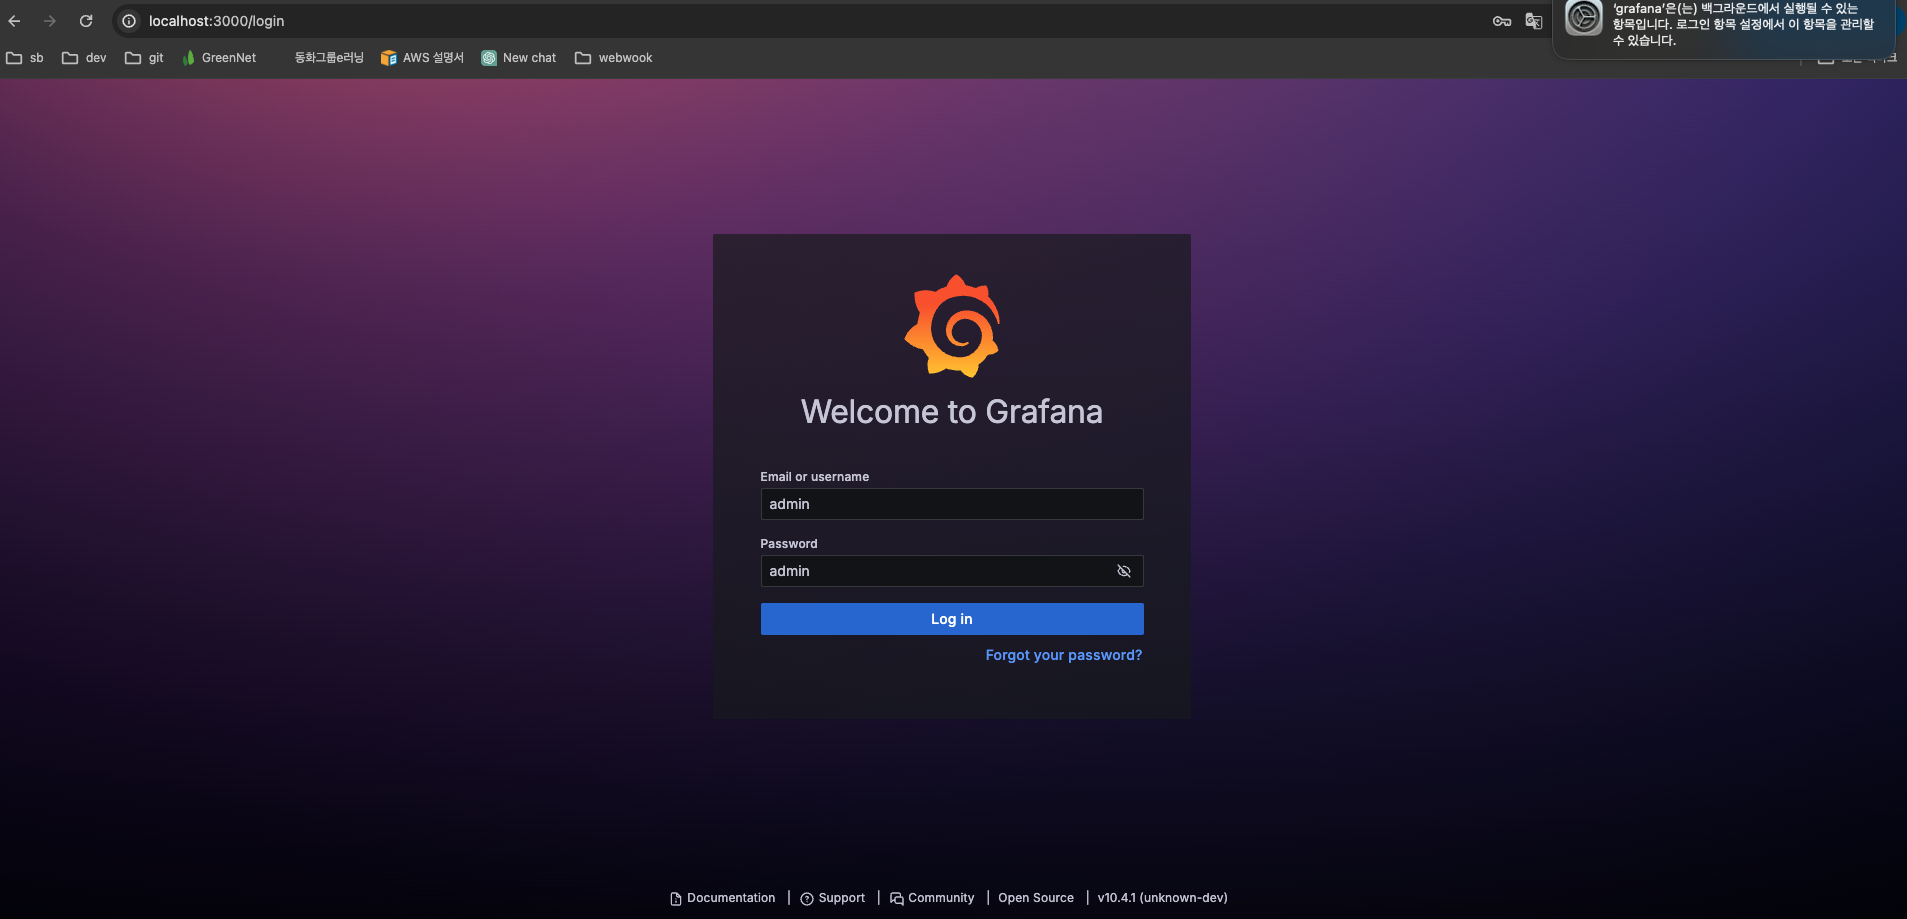 localhost:3000/login
'grafana'은(는) 백그라운드에서 실행될 수 있는
항목입니다. 로그인 항목 설정에서 이 항목을 관리할
수 있습니다.
sb dev git GreenNet 동화그룹e러닝 AWS 설명서 New chat webwook
Welcome to Grafana
Email or username
admin
Password
admin
Log in
Forgot your password?
Documentation | Support | Community | Open Source | v10.4.1 (unknown-dev)